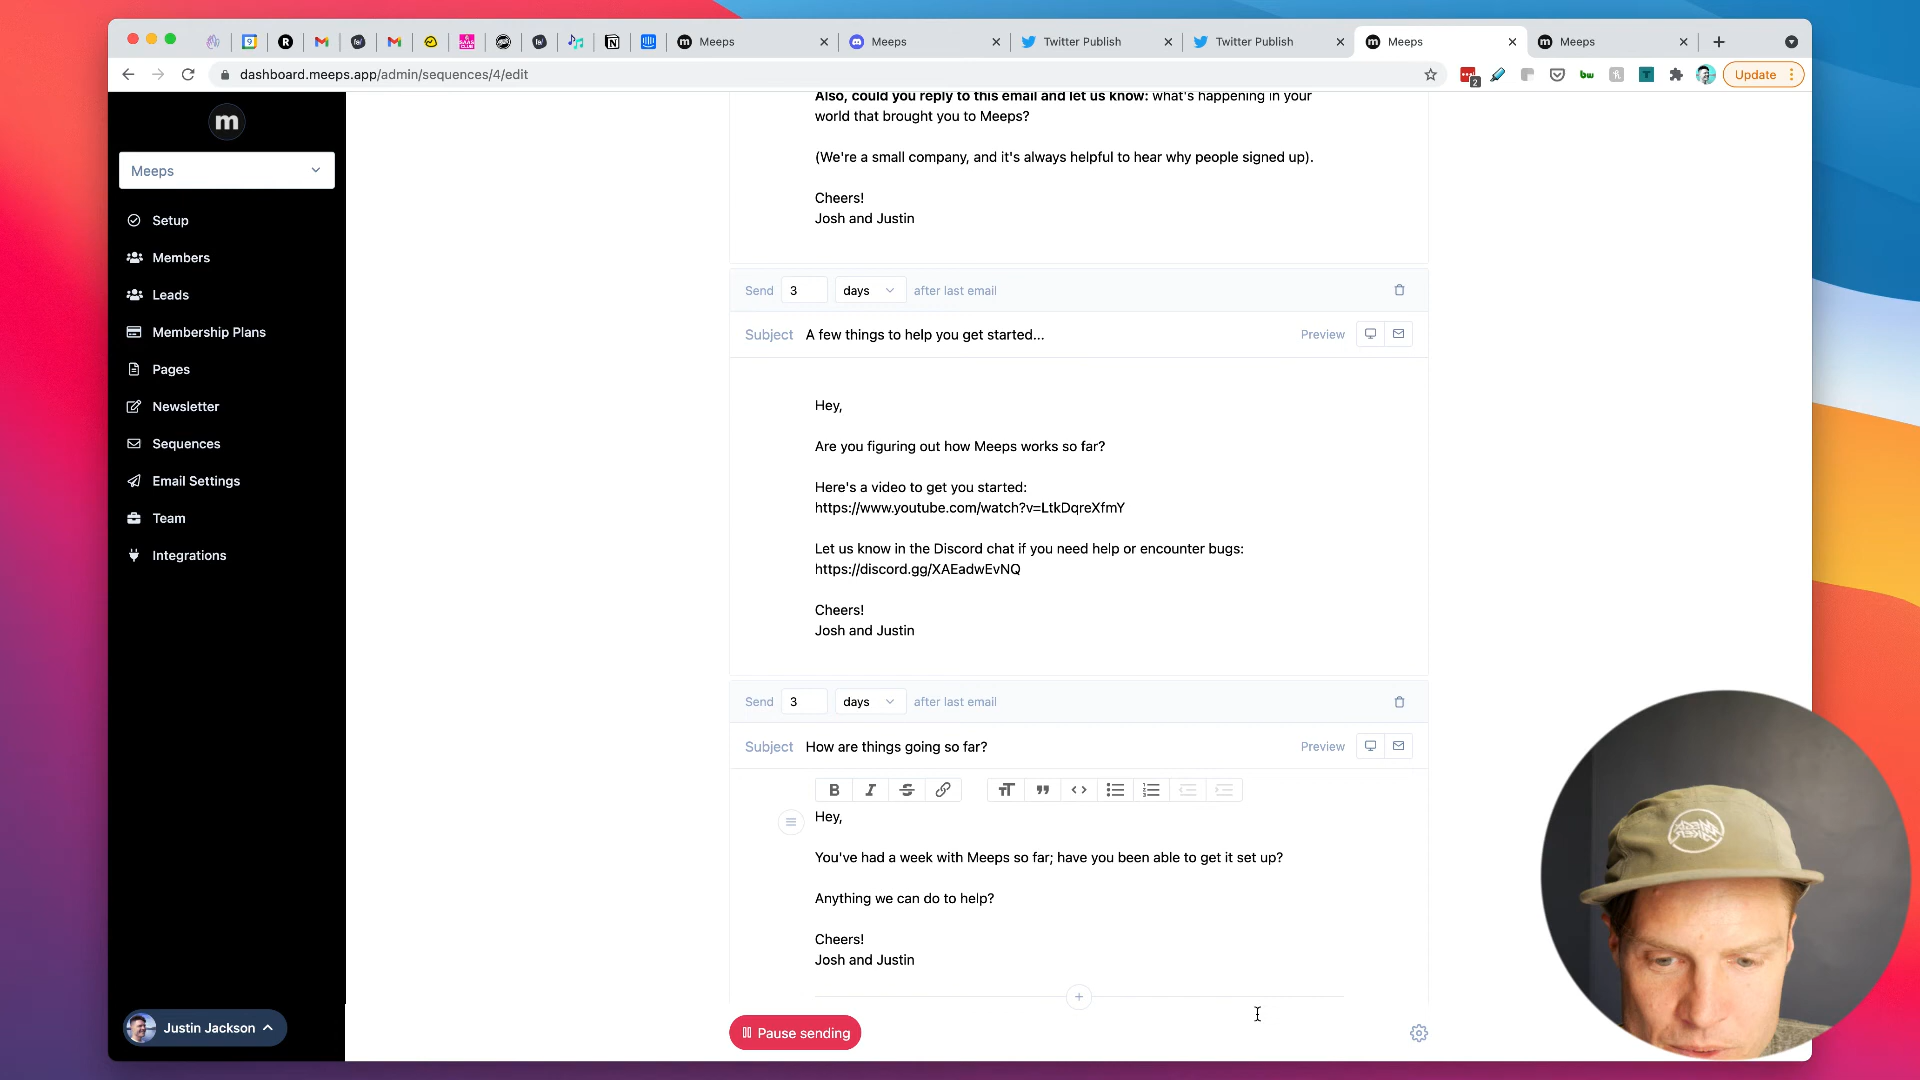 Meeps
Meeps
Twitter Publish
Twitter Publish
Meeps
Meeps
dashboard.meeps.app/admin/sequences/4/edit
Update
m
Meeps
Setup
Members
Leads
Membership Plans
Pages
Newsletter
Sequences
Email Settings
Team
Integrations
Justin Jackson
Also, could you reply to this email and let us know: what's happening in your
world that brought you to Meeps?
(We're a small company, and it's always helpful to hear why people signed up).
Cheers!
Josh and Justin
Send 3 days after last email
Subject A few things to help you get started... Preview
Hey,
Are you figuring out how Meeps works so far?
Here's a video to get you started:
https://www.youtube.com/watch?v=LtkDqreXfmY
Let us know in the Discord chat if you need help or encounter bugs:
https://discord.gg/XAEadwEvNQ
Cheers!
Josh and Justin
Send 3 days after last email
Subject How are things going so far? Preview
Hey,
You've had a week with Meeps so far; have you been able to get it set up?
Anything we can do to help?
Cheers!
Josh and Justin
Pause sending